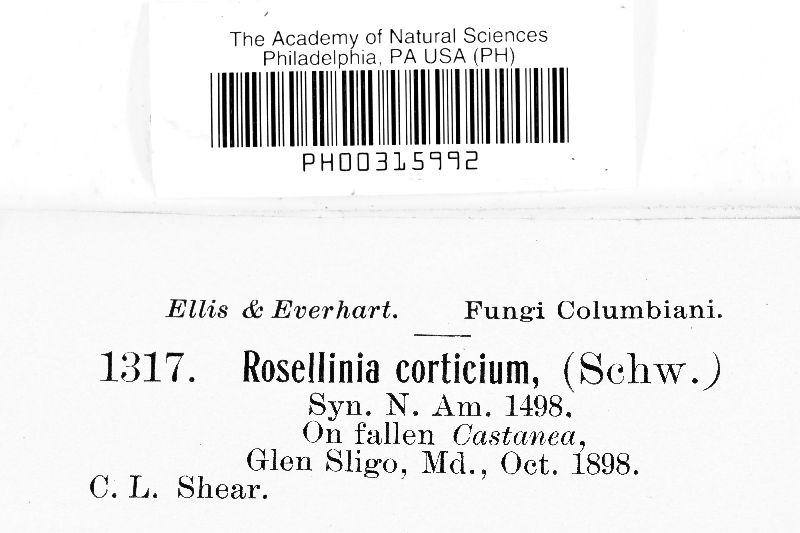 The Academy of Natural Sciences
Philadelphia, PA USA (PH)
PH00315992
Ellis & Everhart. Fungi Columbiani.
1317. Rosellinia corticium, (Schw.)
Syn. N. Am. 1498.
On fallen Castanea,
Glen Sligo, Md., Oct. 1898.
C. L. Shear.